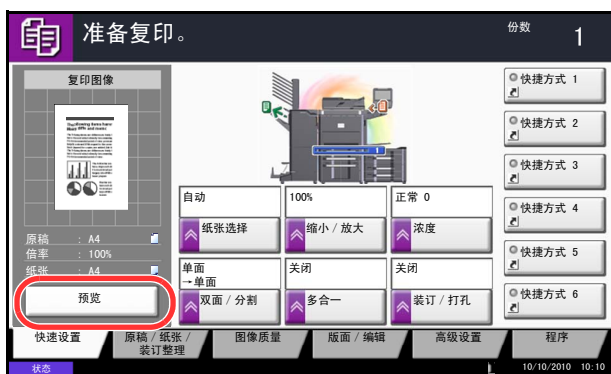 准备复印。
份数 1
复印图像
原稿 : A4
倍率 : 100%
纸张 : A4
预览
1
自动
纸张选择
100%
缩小 / 放大
正常 0
浓度
单面
→单面
双面 / 分割
关闭
多合一
关闭
装订 / 打孔
快捷方式 1
快捷方式 2
快捷方式 3
快捷方式 4
快捷方式 5
快捷方式 6
快速设置
原稿 / 纸张 /
装订整理
图像质量
版面 / 编辑
高级设置
程序
状态
10/10/2010 10:10